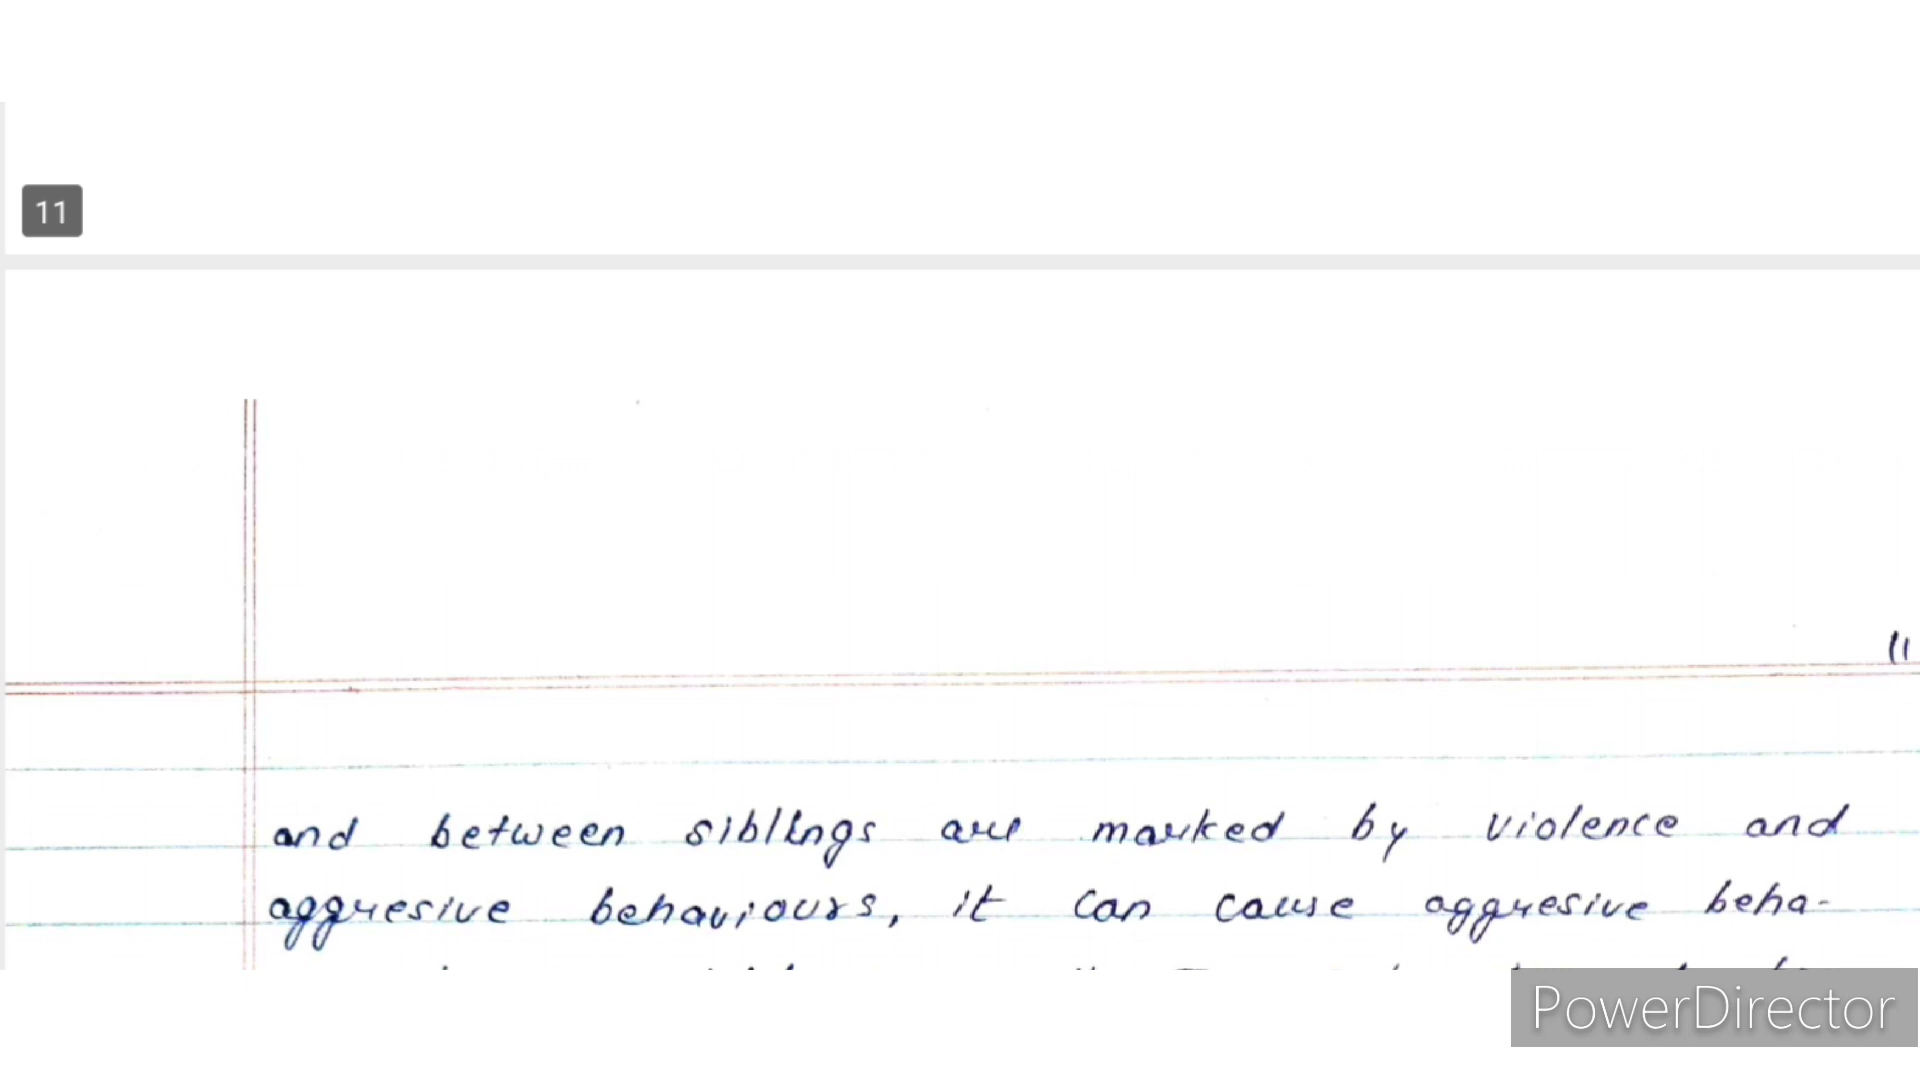 11
11
and between siblings are marked by violence and
aggresive behaviours, it can cause aggresive beha-
PowerDirector